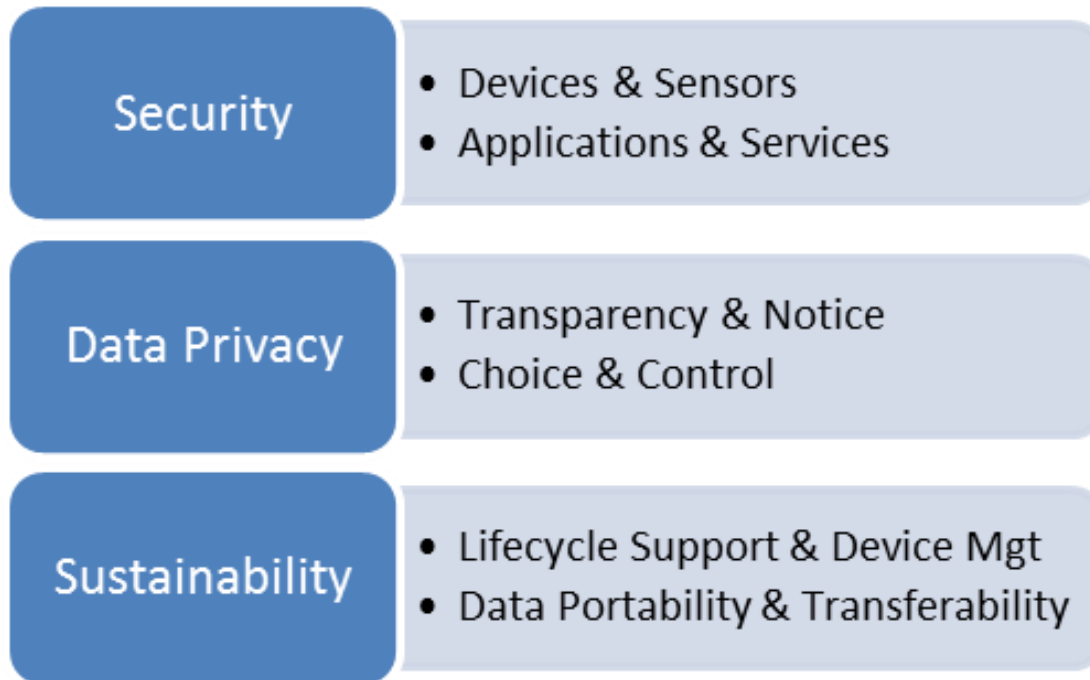 Security
• Devices & Sensors
• Applications & Services
Data Privacy
• Transparency & Notice
• Choice & Control
Sustainability
• Lifecycle Support & Device Mgt
• Data Portability & Transferability